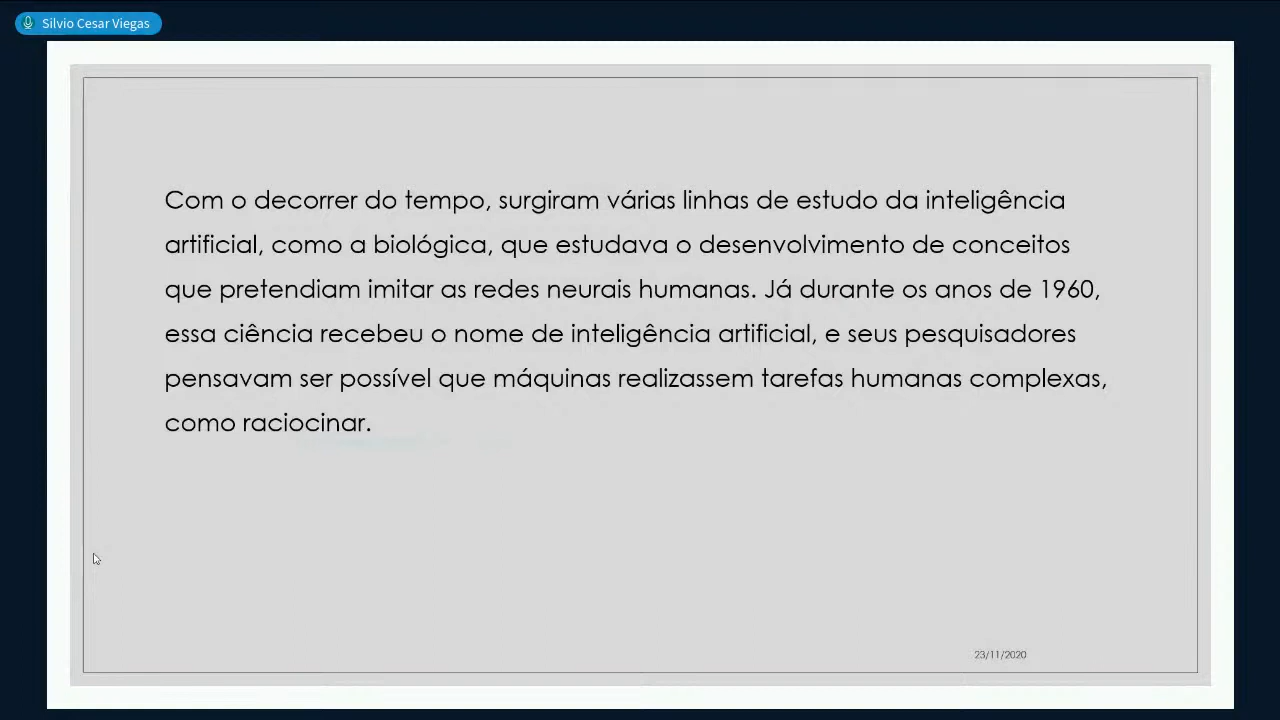 Silvio Cesar Viegas
Com o decorrer do tempo, surgiram várias linhas de estudo da inteligência
artificial, como a biológica, que estudava o desenvolvimento de conceitos
que pretendiam imitar as redes neurais humanas. Já durante os anos de 1960,
essa ciência recebeu o nome de inteligência artificial, e seus pesquisadores
pensavam ser possível que máquinas realizassem tarefas humanas complexas,
como raciocinar.
23/11/2020